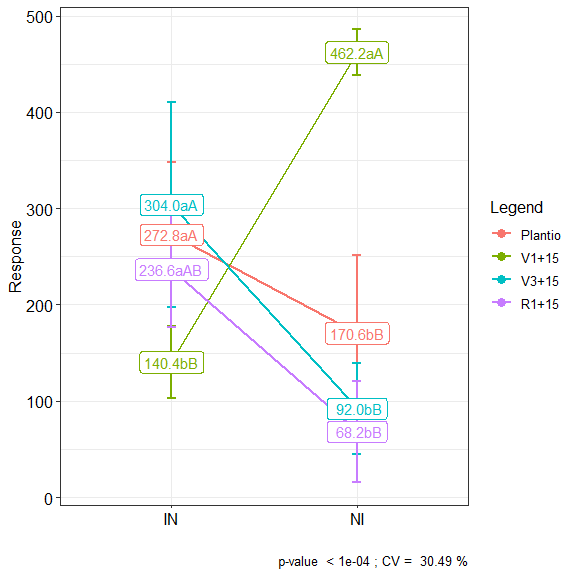 500
400
300
200
100
0
Response
462.2aA
304.0aA
272.8aA
236.6aAB
170.6bB
140.4bB
92.0bB
68.2bB
IN NI
Legend
Plantio
V1+15
V3+15
R1+15
p-value < 1e-04 ; CV = 30.49 %